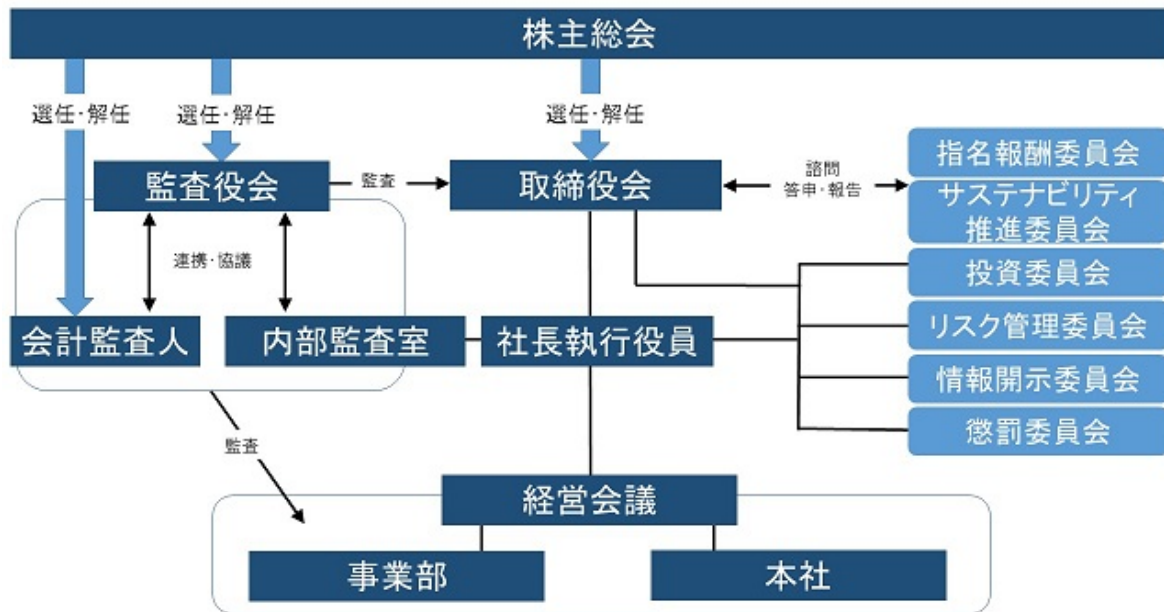 株主総会
選任・解任
選任・解任
選任・解任
監査役会
監査
取締役会
諮問
答申・報告
指名報酬委員会
サステナビリティ
推進委員会
連携・協議
投資委員会
会計監査人
内部監査室
社長執行役員
リスク管理委員会
情報開示委員会
懲罰委員会
監査
経営会議
事業部
本社